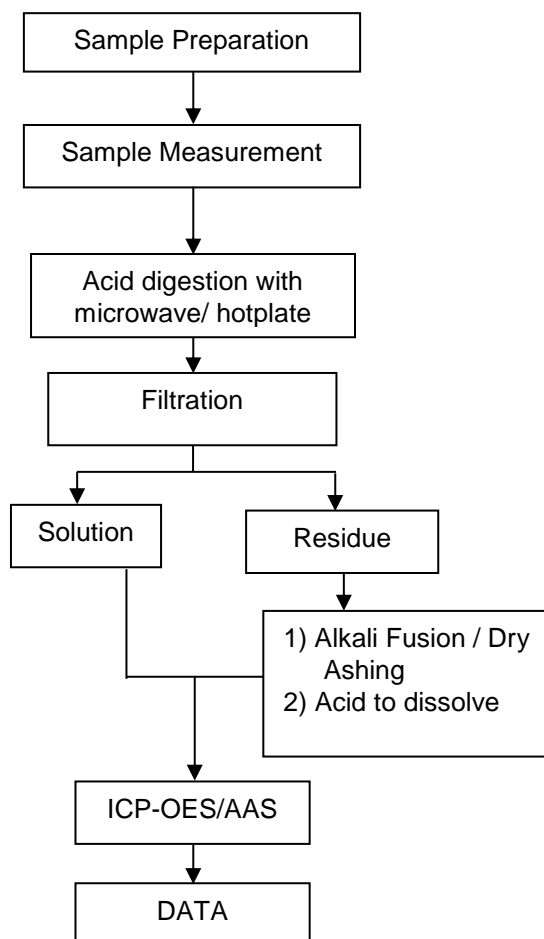 Sample Preparation
Sample Measurement
Acid digestion with
microwave/ hotplate
Filtration
Solution
Residue
1) Alkali Fusion / Dry
Ashing
2) Acid to dissolve
ICP-OES/AAS
DATA